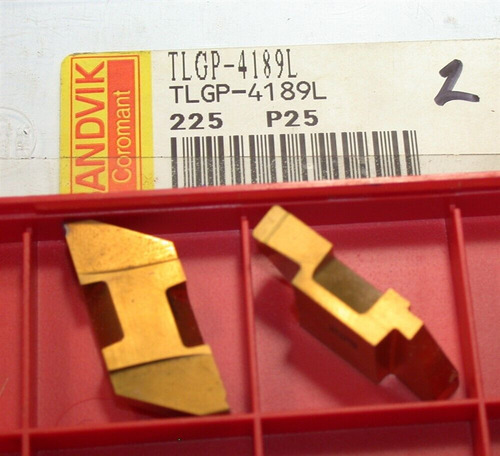 TLGP-4189L
TLGP-4189L
225 P25
2
ANDVIK
Coromant